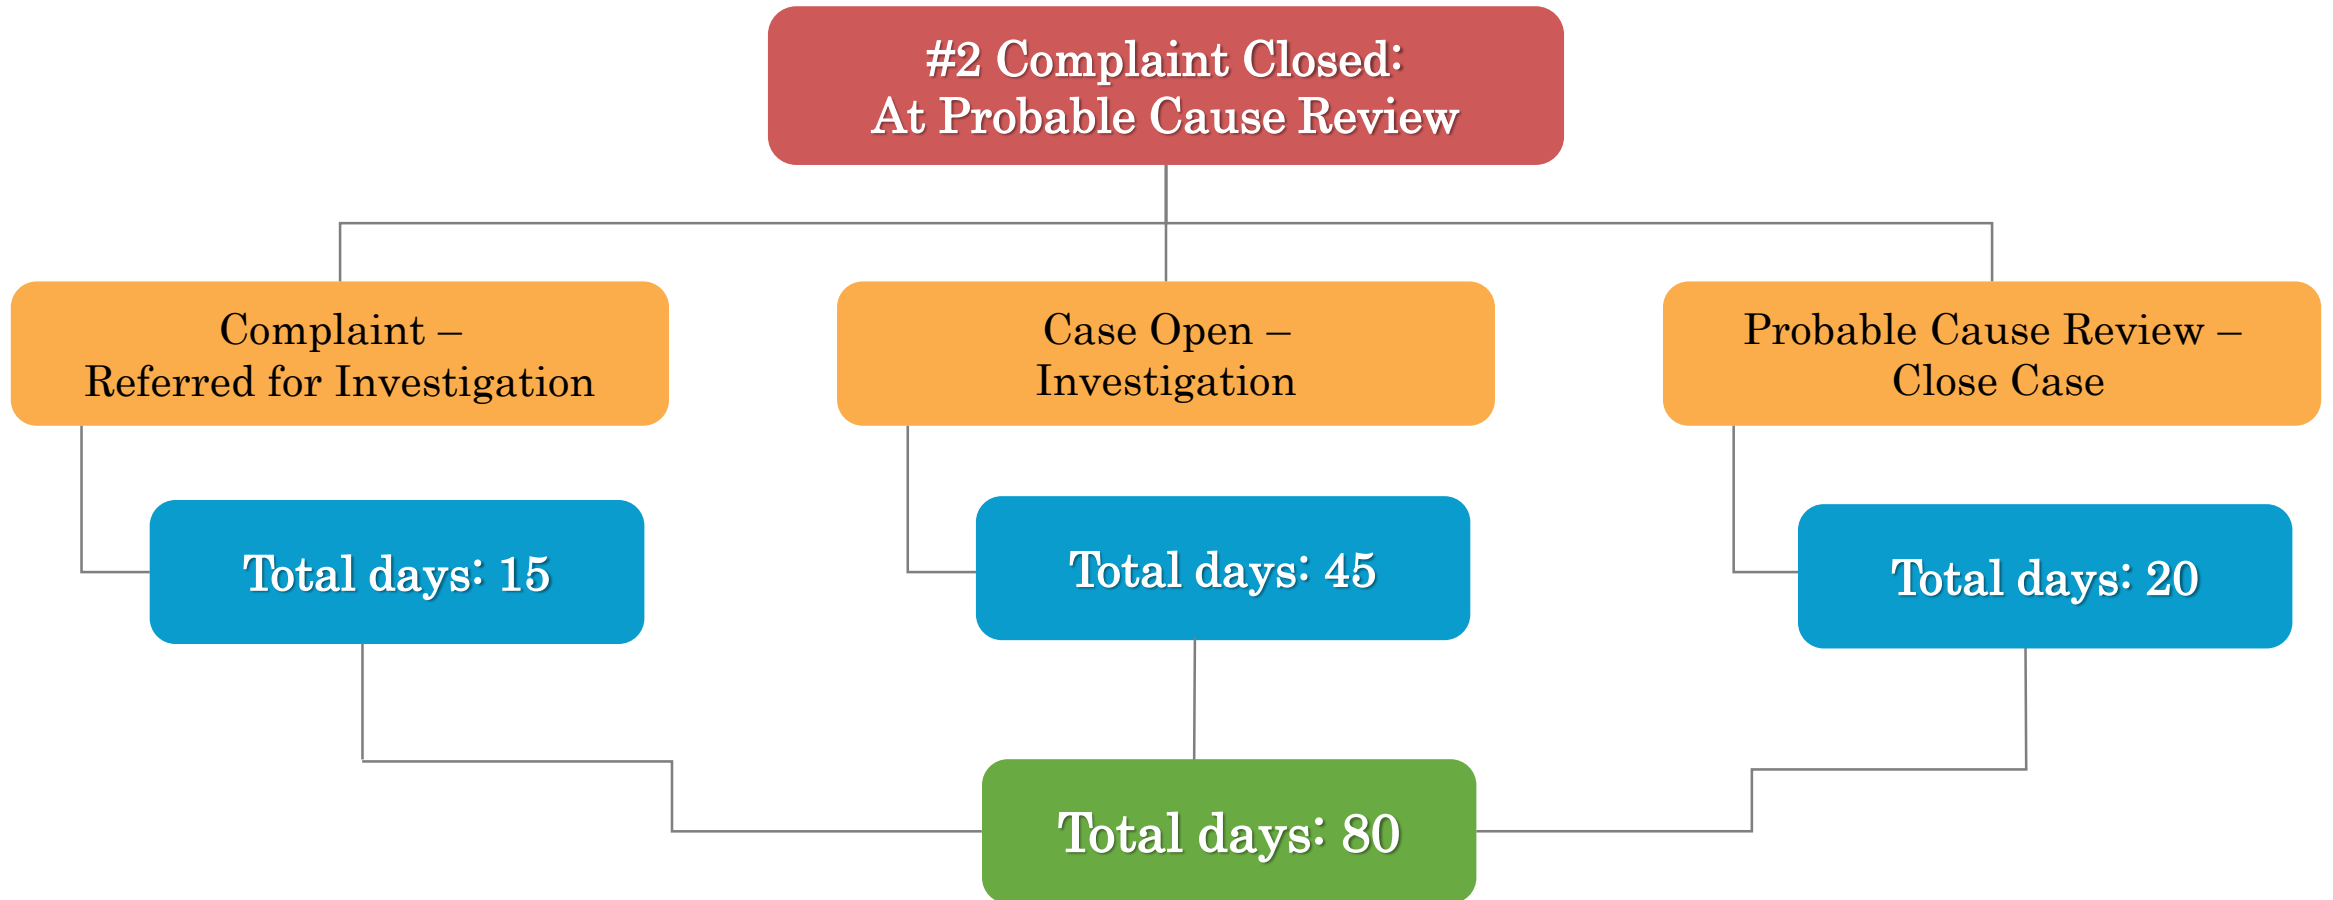 #2 Complaint Closed:
At Probable Cause Review
Complaint –
Referred for Investigation
Case Open –
Investigation
Probable Cause Review –
Close Case
Total days: 15
Total days: 45
Total days: 20
Total days: 80